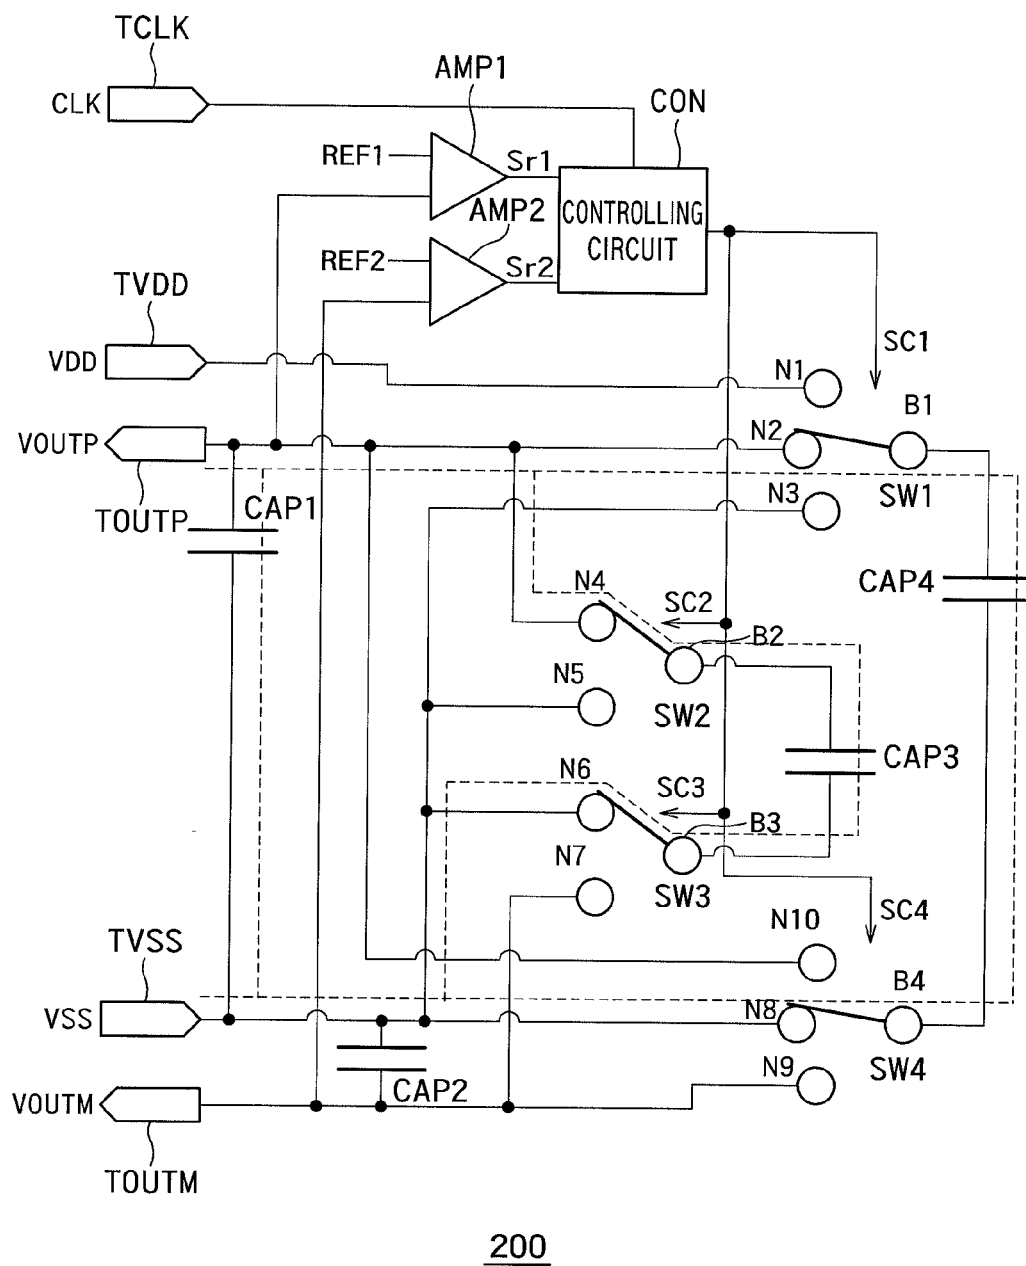 TCLK
AMP1
CLK
CON
REF1
Sr1
AMP2
CONTROLLING
CIRCUIT
REF2
Sr2
TVDD
VDD
SC1
N1
B1
VOUTP
N2
SW1
N3
CAP1
TOUTP
CAP4
N4
SC2
B2
N5
SW2
CAP3
N6
SC3
B3
N7
SW3
SC4
N10
TVSS
B4
VSS
N8
SW4
N9
CAP2
VOUTM
TOUTM
200